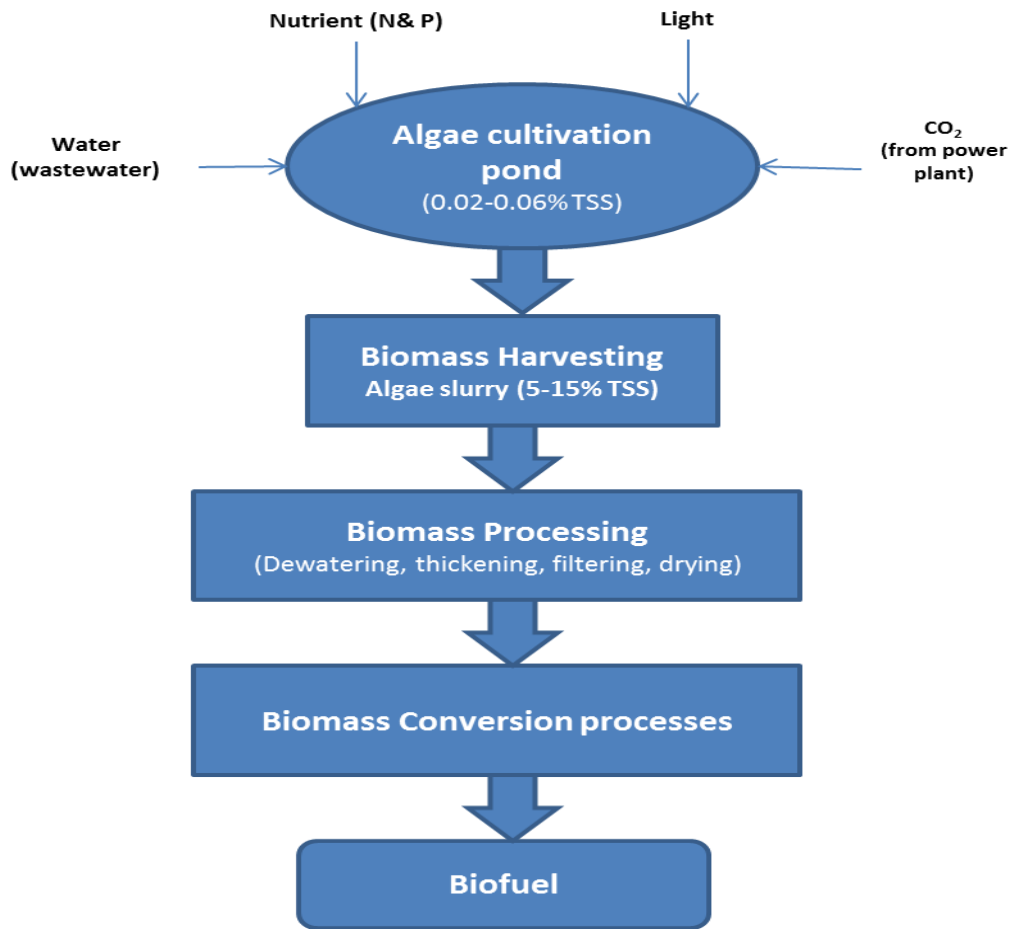 Nutrient (N& P)
Light
Water
(wastewater)
Algae cultivation
pond
(0.02-0.06% TSS)
CO₂
(from power
plant)
Biomass Harvesting
Algae slurry (5-15% TSS)
Biomass Processing
(Dewatering, thickening, filtering, drying)
Biomass Conversion processes
Biofuel